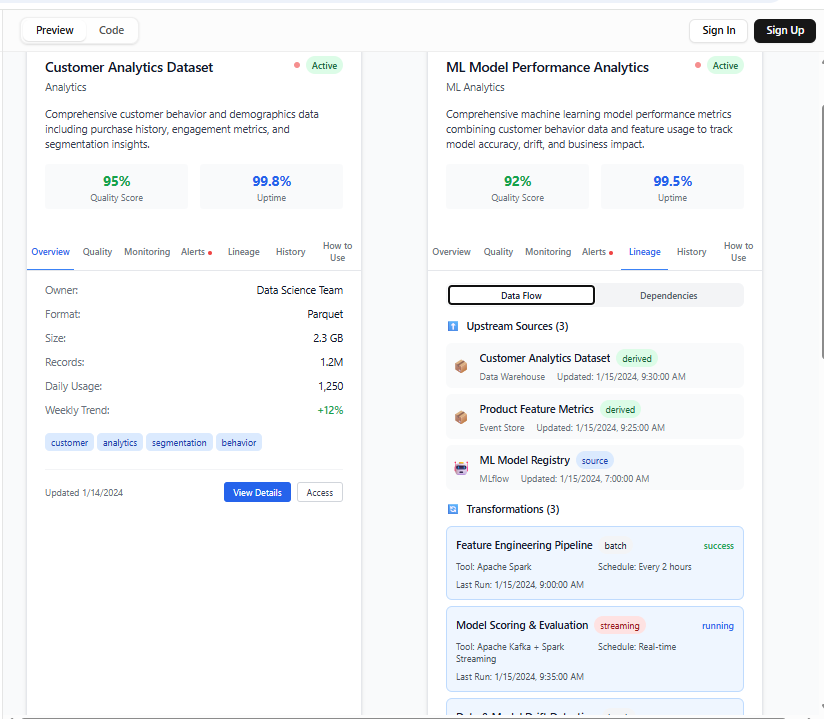 Preview Code Sign In Sign Up
Customer Analytics Dataset Active
Analytics
Comprehensive customer behavior and demographics data
including purchase history, engagement metrics, and
segmentation insights.
95% 99.8%
Quality Score Uptime
Overview Quality Monitoring Alerts Lineage History How to
Use
Owner: Data Science Team
Format: Parquet
Size: 2.3 GB
Records: 1.2M
Daily Usage: 1,250
Weekly Trend: +12%
customer analytics segmentation behavior
Updated 1/14/2024 View Details Access
ML Model Performance Analytics Active
ML Analytics
Comprehensive machine learning model performance metrics
combining customer behavior data and feature usage to track
model accuracy, drift, and business impact.
92% 99.5%
Quality Score Uptime
Overview Quality Monitoring Alerts Lineage History How to
Use
Data Flow Dependencies
Upstream Sources (3)
Customer Analytics Dataset derived
Data Warehouse Updated: 1/15/2024, 9:30:00 AM
Product Feature Metrics derived
Event Store Updated: 1/15/2024, 9:25:00 AM
ML Model Registry source
MLflow Updated: 1/15/2024, 7:00:00 AM
Transformations (3)
Feature Engineering Pipeline batch success
Tool: Apache Spark Schedule: Every 2 hours
Last Run: 1/15/2024, 9:00:00 AM
Model Scoring & Evaluation streaming running
Tool: Apache Kafka + Spark Schedule: Real-time
Streaming
Last Run: 1/15/2024, 9:35:00 AM